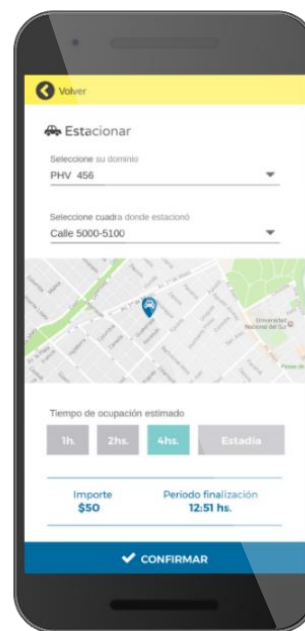 Volver
Estacionar
Seleccione su dominio
PHV 456
Seleccione cuadra donde estacionó
Calle 5000-5100
Universidad
Nacional del Sur
Tiempo de ocupación estimado
1h. 2hs. 4hs. Estadía
Importe Período finalización
$50 12:51 hs.
CONFIRMAR